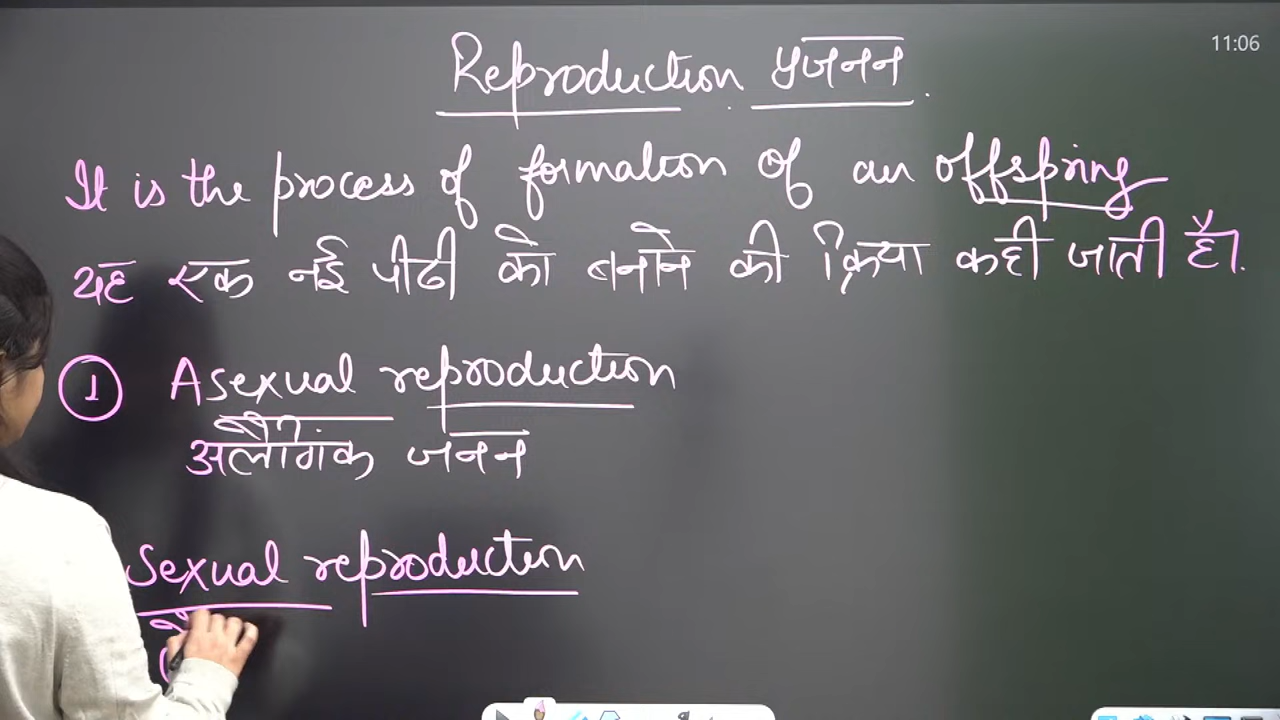 11:06
Reproduction प्रजनन
It is the process of formation of an offspring
यह एक नई पीढी को बनाने की क्रिया कही जाती है।
1 Asexual reproduction
अलैंगिक जनन
Sexual reproduction